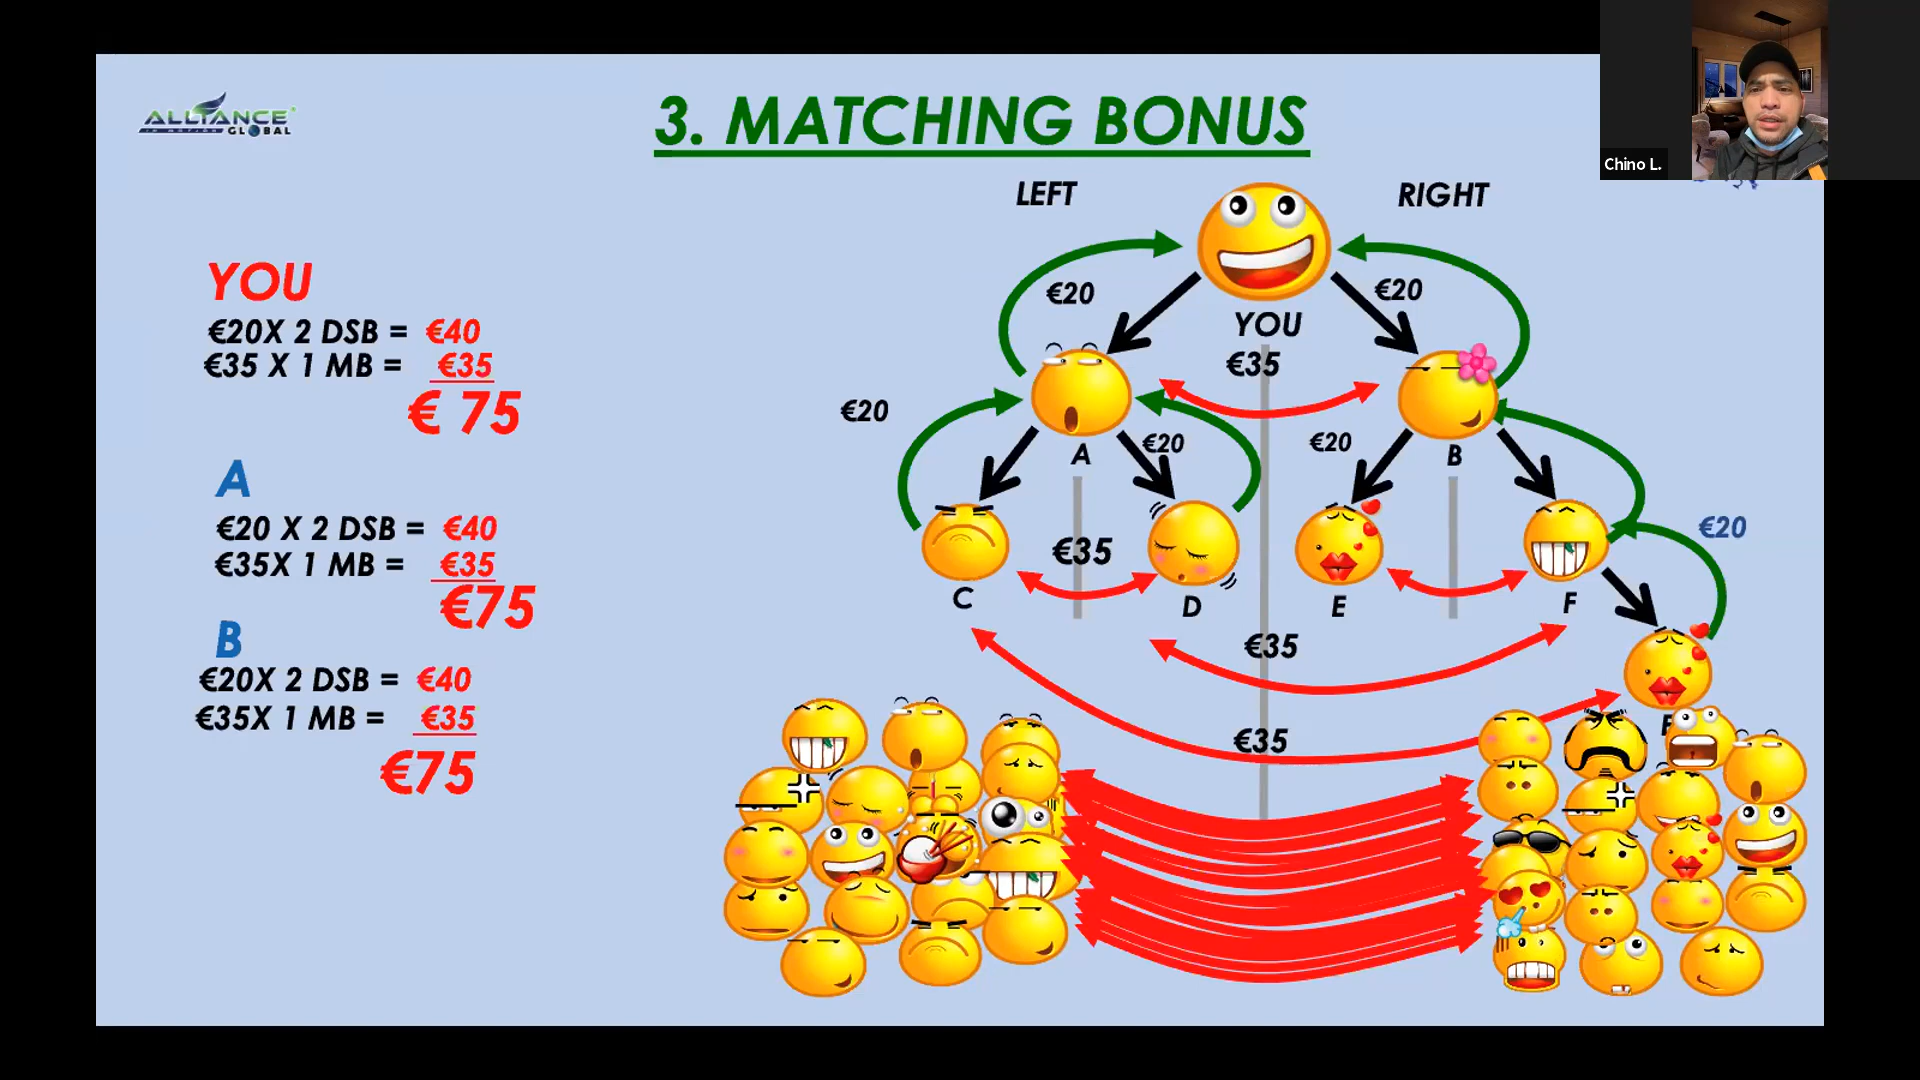 ALLIANCE
IN MOTION GLOBAL
3. MATCHING BONUS
Chino L.
LEFT
RIGHT
YOU
€20X 2 DSB = €40
€35 X 1 MB = €35
€ 75
A
€20 X 2 DSB = €40
€35X 1 MB = €35
€75
B
€20X 2 DSB = €40
€35X 1 MB = €35
€75
€20
€20
YOU
€35
€20
€20
€20
A
B
€20
€35
C
D
E
F
€35
€35